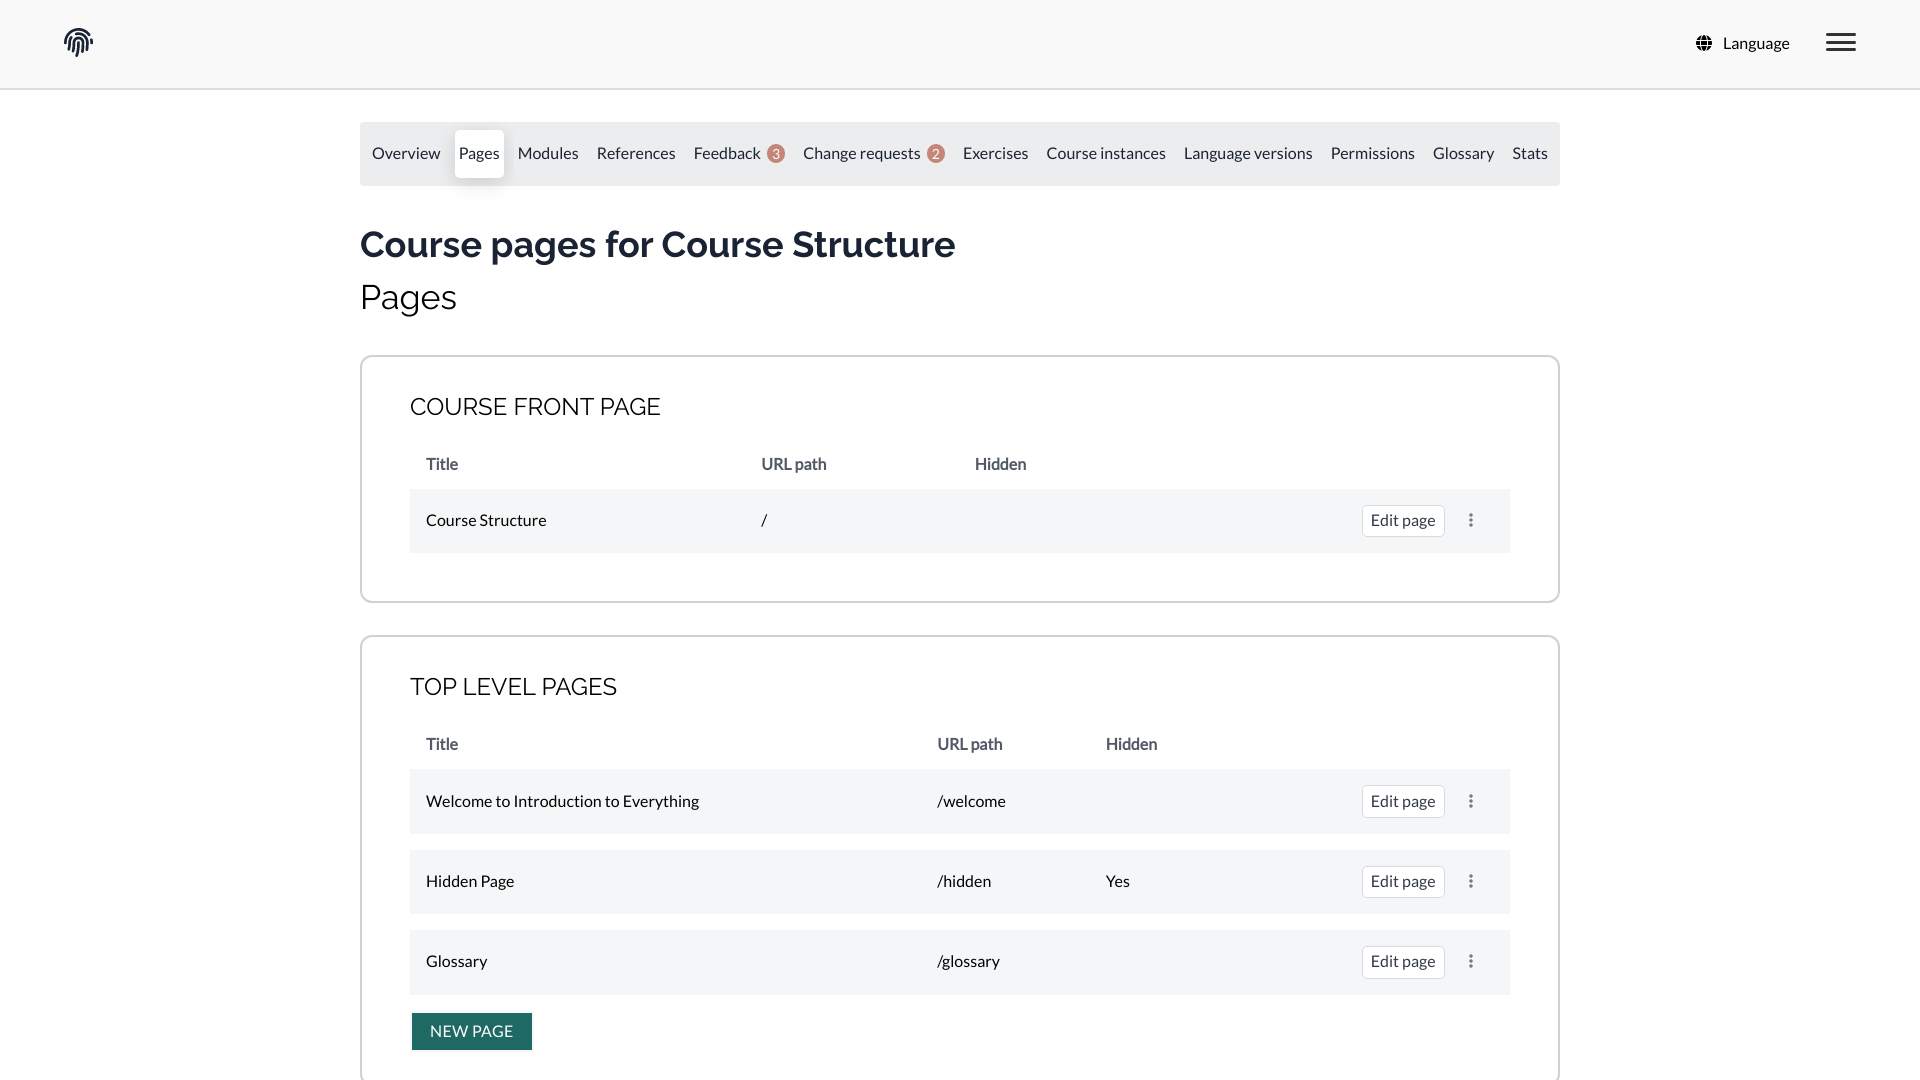 Language
Overview Pages Modules References Feedback 3 Change requests 2 Exercises Course instances Language versions Permissions Glossary Stats
Course pages for Course Structure
Pages
COURSE FRONT PAGE
Title URL path Hidden
Course Structure / Edit page
TOP LEVEL PAGES
Title URL path Hidden
Welcome to Introduction to Everything /welcome Edit page
Hidden Page /hidden Yes Edit page
Glossary /glossary Edit page
NEW PAGE